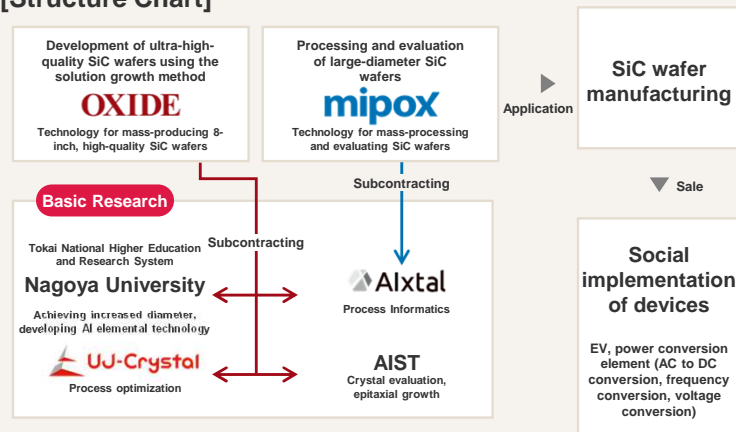 [Structure Chart]
Development of ultra-high-
quality SiC wafers using the
solution growth method
OXIDE
Technology for mass-producing 8-
inch, high-quality SiC wafers
Processing and evaluation
of large-diameter SiC
wafers
mipox
Technology for mass-processing
and evaluating SiC wafers
Application
SiC wafer
manufacturing
Sale
Subcontracting
Basic Research
Subcontracting
Tokai National Higher Education
and Research System
Nagoya University
Achieving increased diameter,
developing AI elemental technology
UJ-Crystal
Process optimization
AIxtal
Process Informatics
AIST
Crystal evaluation,
epitaxial growth
Social
implementation
of devices
EV, power conversion
element (AC to DC
conversion, frequency
conversion, voltage
conversion)